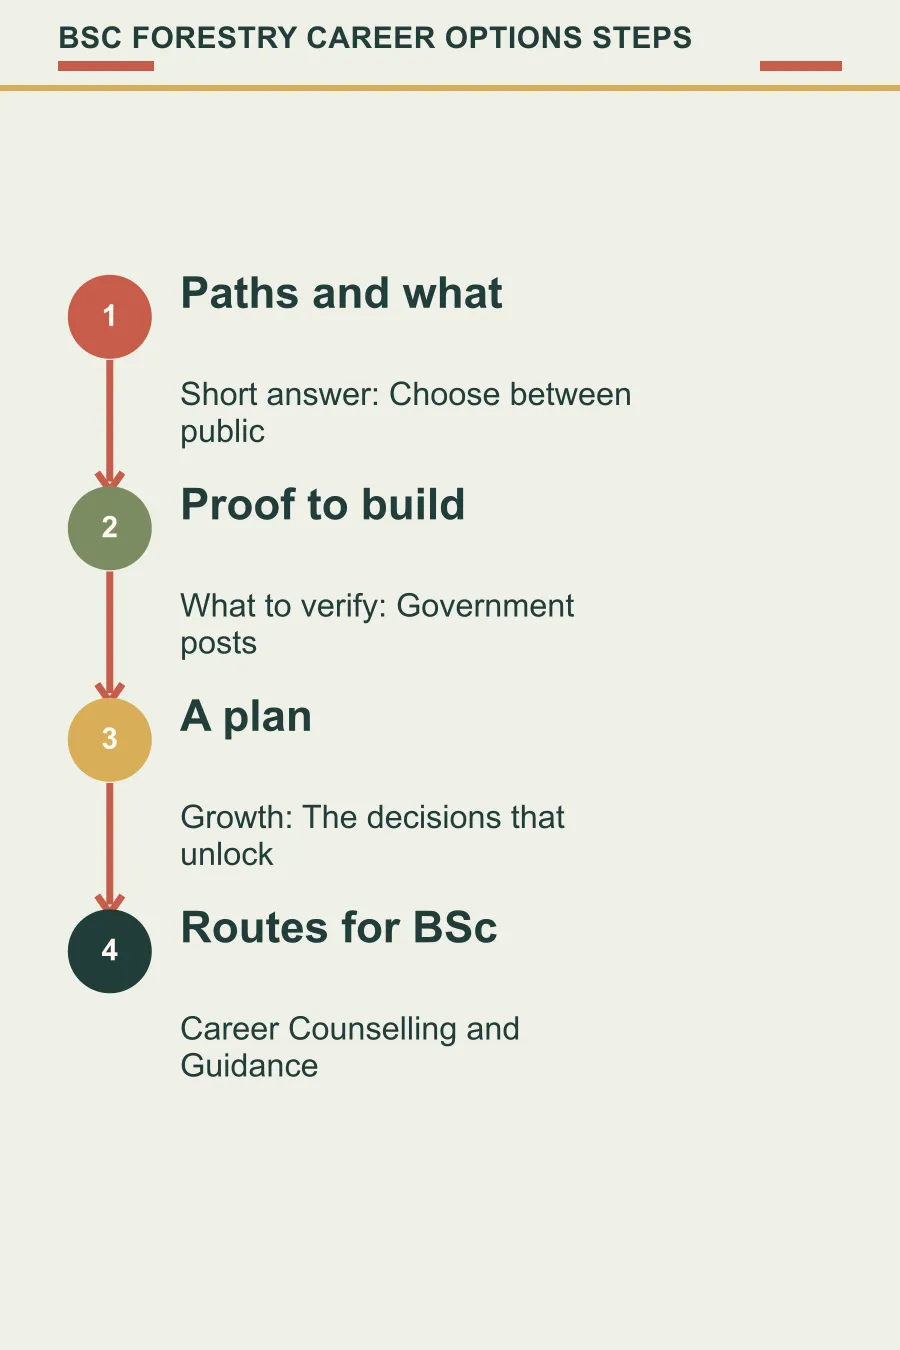 BSC FORESTRY CAREER OPTIONS STEPS
1
Paths and what
Short answer: Choose between
public
2
Proof to build
What to verify: Government
posts
3
A plan
Growth: The decisions that
unlock
4
Routes for BSc
Career Counselling and
Guidance